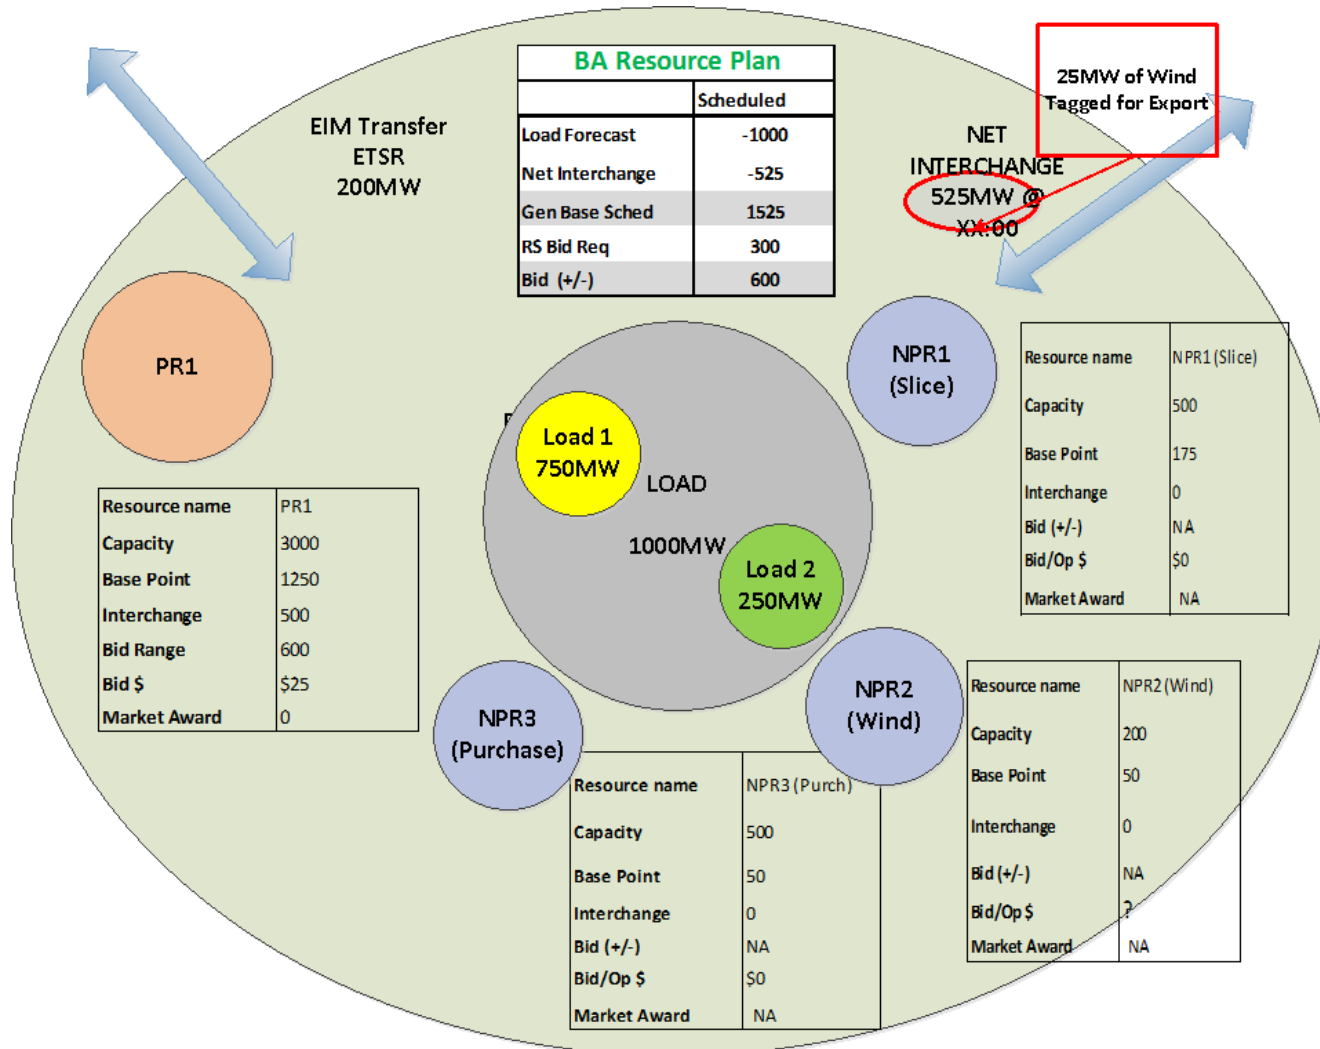 BA Resource Plan
Scheduled
Load Forecast -1000
Net Interchange -525
Gen Base Sched 1525
RS Bid Req 300
Bid (+/-) 600
25MW of Wind
Tagged for Export
EIM Transfer
ETSR
200MW
NET
INTERCHANGE
525MW @
XX:00
PR1
NPR1
(Slice)
Resource name NPR1 (Slice)
Capacity 500
Base Point 175
Interchange 0
Bid (+/-) NA
Bid/Op $ $0
Market Award NA
Load 1
750MW
LOAD
1000MW
Load 2
250MW
Resource name PR1
Capacity 3000
Base Point 1250
Interchange 500
Bid Range 600
Bid $ $25
Market Award 0
NPR3
(Purchase)
NPR2
(Wind)
Resource name NPR2 (Wind)
Capacity 200
Base Point 50
Interchange 0
Bid (+/-) NA
Bid/Op $ ?
Market Award NA
Resource name NPR3 (Purch)
Capacity 500
Base Point 50
Interchange 0
Bid (+/-) NA
Bid/Op $ $0
Market Award NA